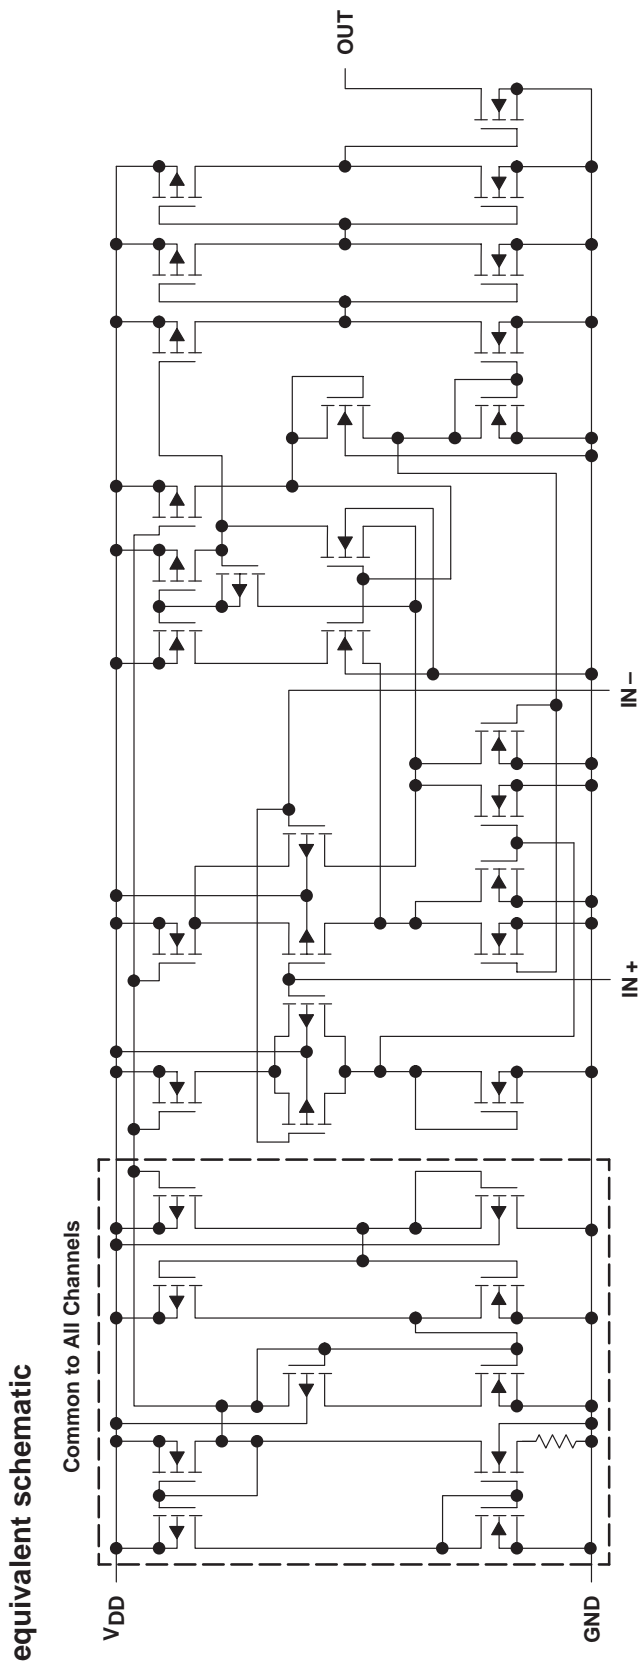 equivalent schematic
Common to All Channels
VDD
GND
IN+
IN−
OUT